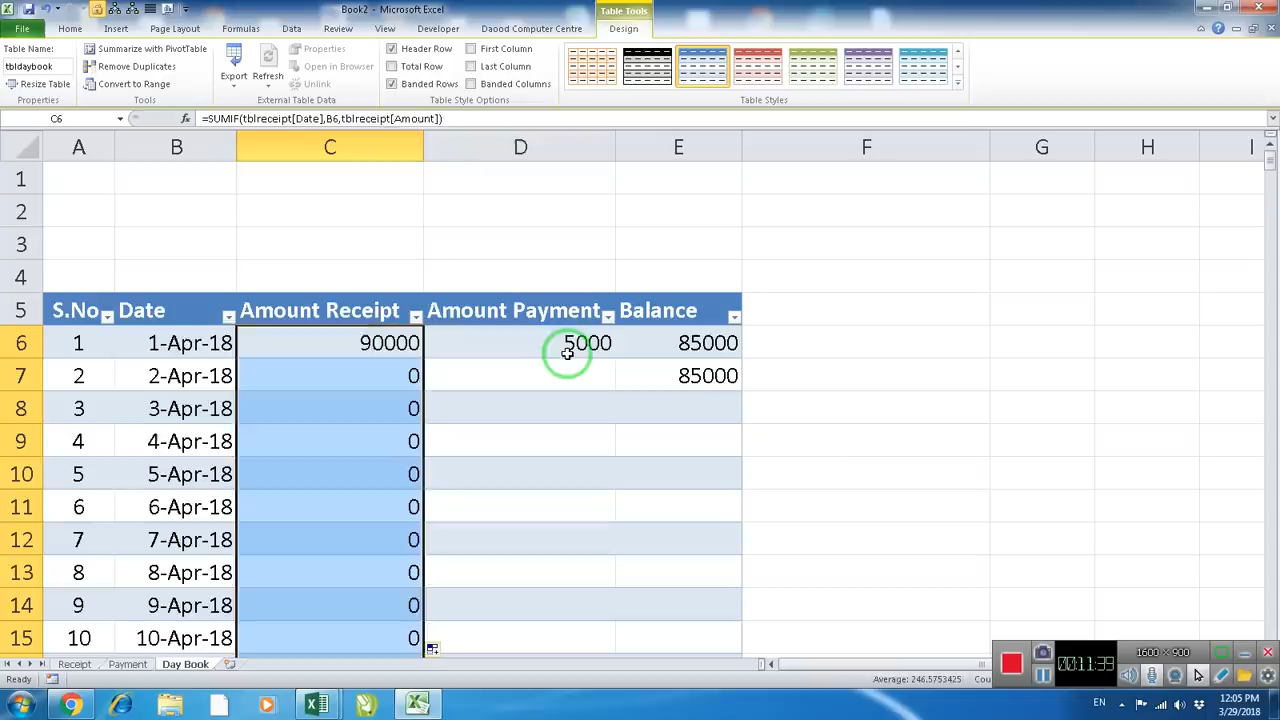 Book2 - Microsoft Excel
Table Tools
File Home Insert Page Layout Formulas Data Review View Developer Daood Computer Centre Design
Table Name:
tbldaybook
Resize Table
Properties
Summarize with PivotTable
Remove Duplicates
Convert to Range
Tools
Export Refresh
Properties
Open in Browser
Unlink
External Table Data
Header Row First Column
Total Row Last Column
Banded Rows Banded Columns
Table Style Options
Table Styles
C6 fx =SUMIF(tblreceipt[Date],B6,tblreceipt[Amount])
A B C D E F G H I
1
2
3
4
5 S.No Date Amount Receipt Amount Payment Balance
6 1 1-Apr-18 90000 5000 85000
7 2 2-Apr-18 0 85000
8 3 3-Apr-18 0
9 4 4-Apr-18 0
10 5 5-Apr-18 0
11 6 6-Apr-18 0
12 7 7-Apr-18 0
13 8 8-Apr-18 0
14 9 9-Apr-18 0
15 10 10-Apr-18 0
Receipt Payment Day Book
Ready Average: 246.5753425 Cou
00:11:39 1600 × 900
EN 12:05 PM
3/29/2018